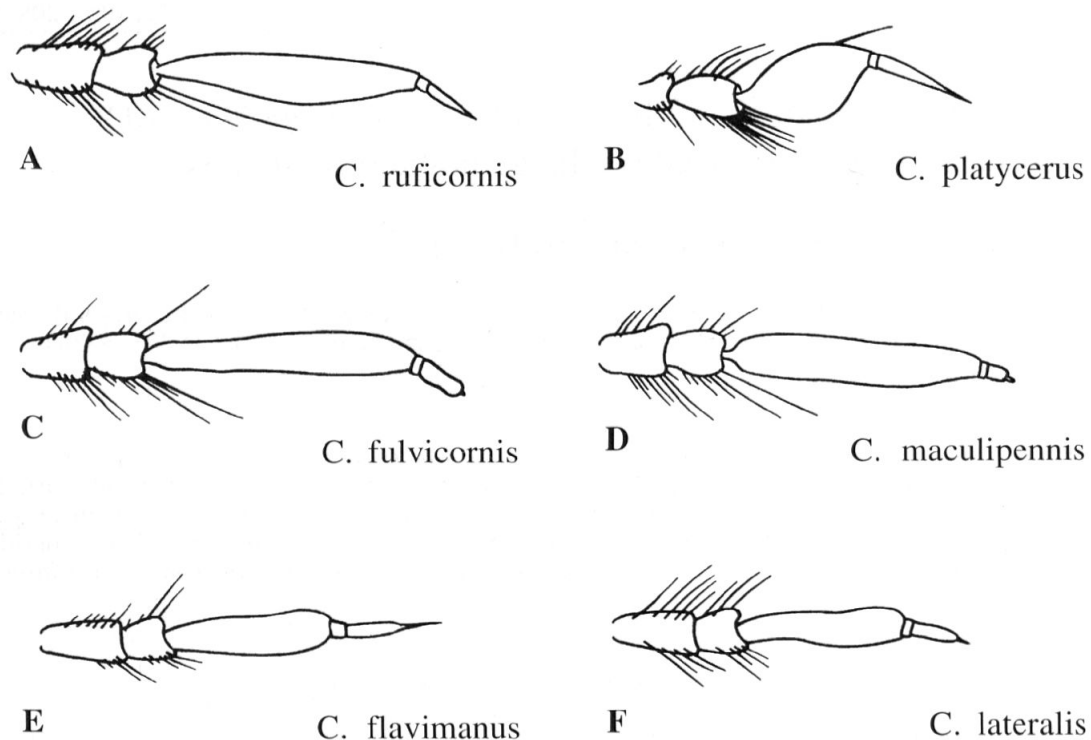 A
C. ruficornis
B
C. platycerus
C
C. fulvicornis
D
C. maculipennis
E
C. flavimanus
F
C. lateralis